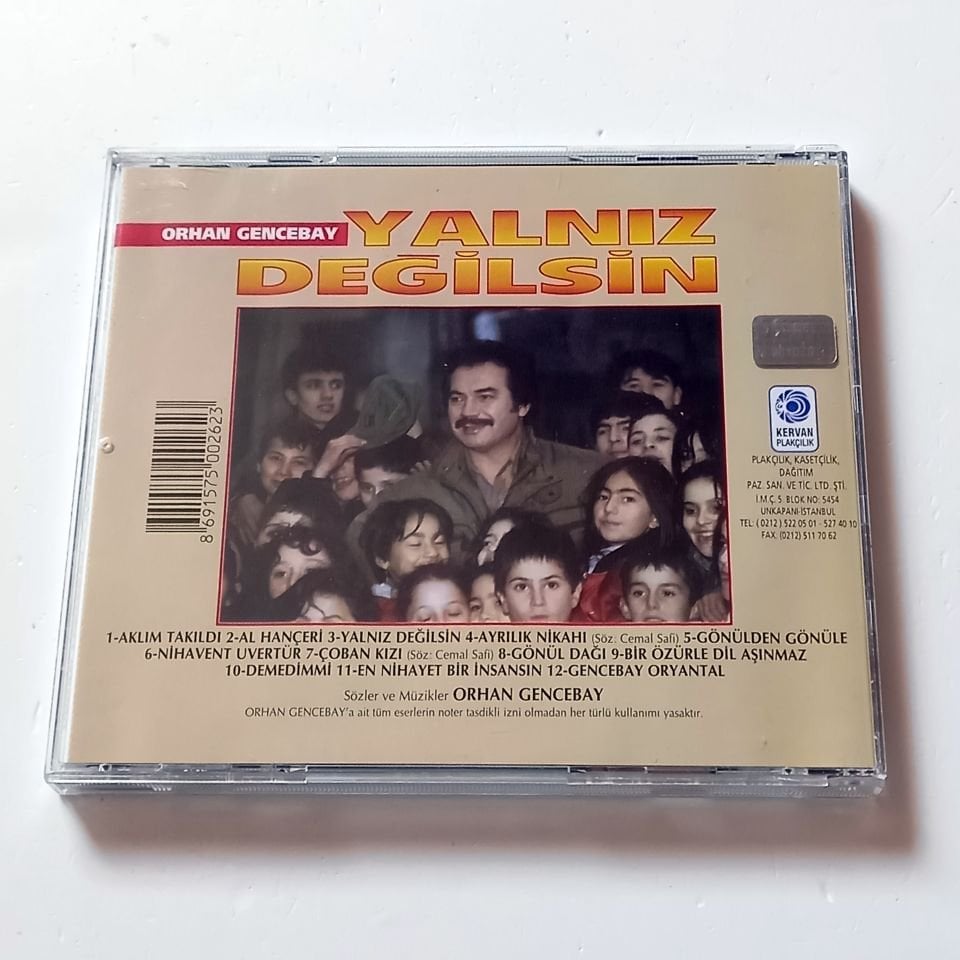 ORHAN GENCEBAY YALNIZ
DEĞİLSİN
8 691575 002623
KERVAN
PLAKÇILIK
PLAKÇILIK, KASETÇİLİK,
DAĞITIM
PAZ. SAN. VE TİC. LTD. ŞTİ.
İ.M.Ç. 5. BLOK NO: 5454
UNKAPANI-İSTANBUL
TEL: ( 0212 ) 522 05 01 - 527 40 10
FAX: (0212) 511 70 62
1-AKLIM TAKILDI 2-AL HANÇERİ 3-YALNIZ DEĞİLSİN 4-AYRILIK NİKAHI (Söz: Cemal Safi) 5-GÖNÜLDEN GÖNÜLE
6-NİHAVENT UVERTÜR 7-ÇOBAN KIZI (Söz: Cemal Safi) 8-GÖNÜL DAĞI 9-BİR ÖZÜRLE DİL AŞINMAZ
10-DEMEDİMMİ 11-EN NİHAYET BİR İNSANSIN 12-GENCEBAY ORYANTAL
Sözler ve Müzikler ORHAN GENCEBAY
ORHAN GENCEBAY'a ait tüm eserlerin noter tasdikli izni olmadan her türlü kullanımı yasaktır.